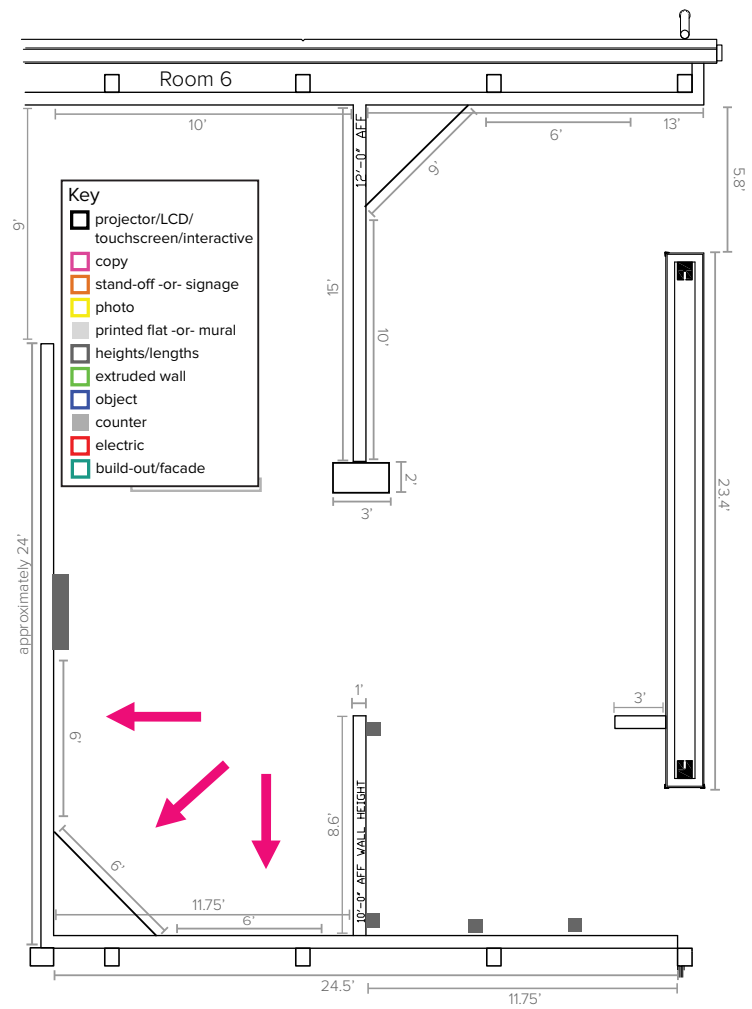 Room 6
10'
12'-0" AFF
13'
6'
9'
5.8'
9'
Key
projector/LCD/
touchscreen/interactive
copy
stand-off -or- signage
photo
printed flat -or- mural
heights/lengths
extruded wall
object
counter
electric
build-out/facade
15'
10'
2'
3'
23.4'
approximately 24'
1'
3'
9'
8.6'
10'-0" AFF WALL HEIGHT
6'
11.75'
6'
24.5'
11.75'